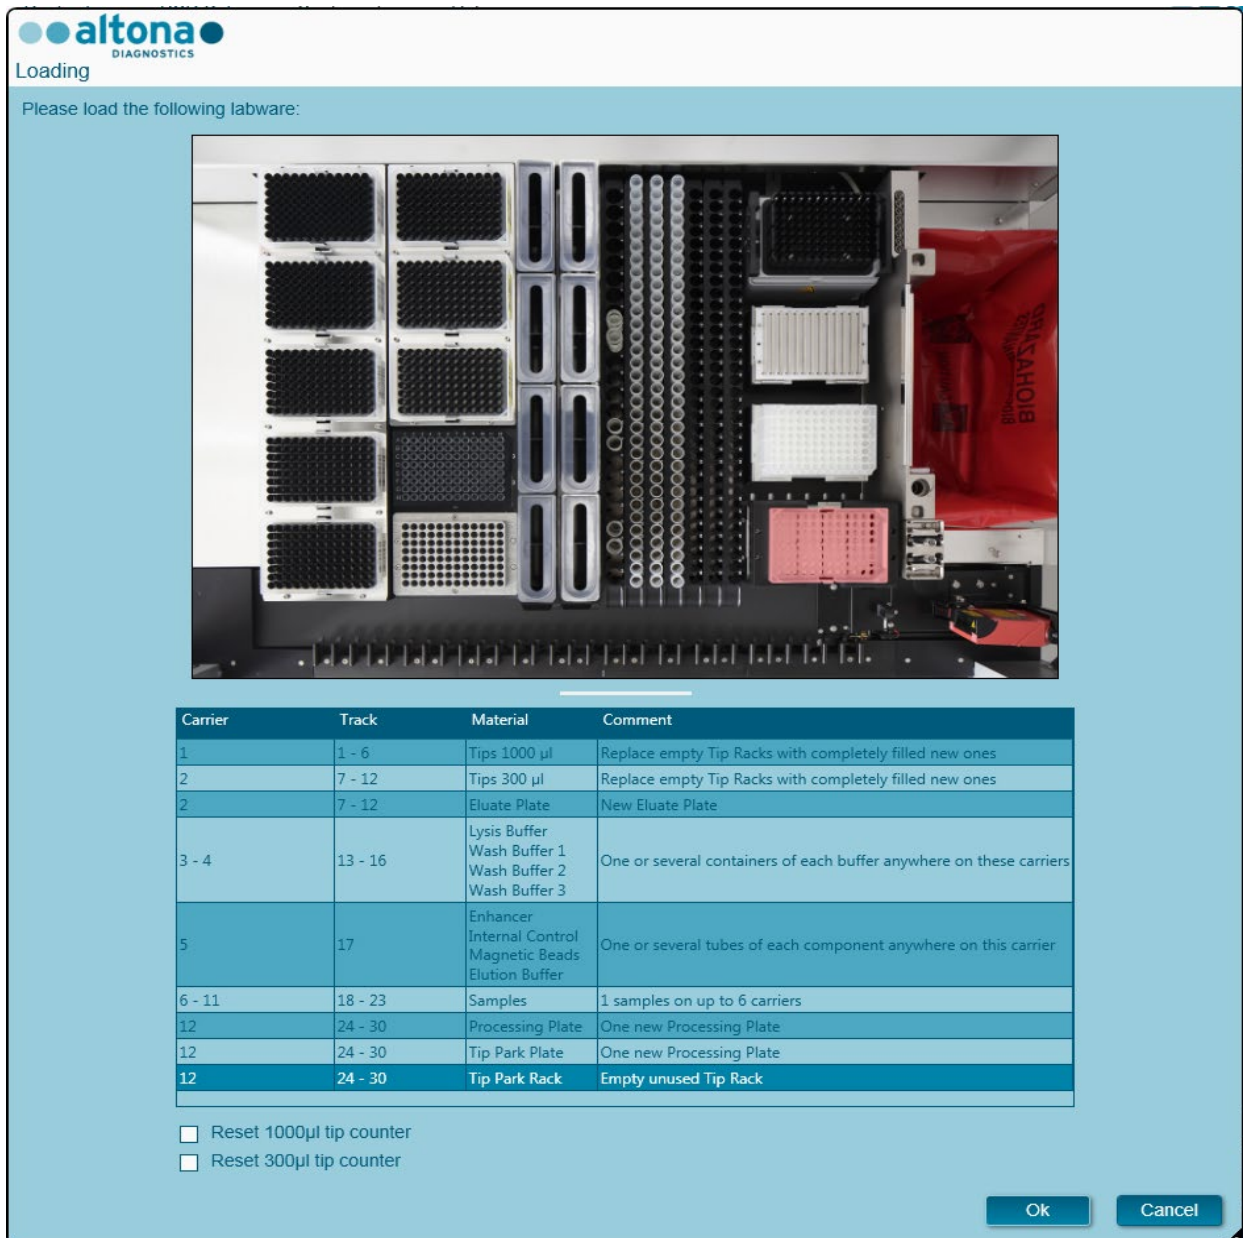 altona
DIAGNOSTICS
Loading
Please load the following labware:
BIOHAZARD
Carrier Track Material Comment
1 1 - 6 Tips 1000 µl Replace empty Tip Racks with completely filled new ones
2 7 - 12 Tips 300 µl Replace empty Tip Racks with completely filled new ones
2 7 - 12 Eluate Plate New Eluate Plate
3 - 4 13 - 16 Lysis Buffer
Wash Buffer 1
Wash Buffer 2
Wash Buffer 3 One or several containers of each buffer anywhere on these carriers
5 17 Enhancer
Internal Control
Magnetic Beads
Elution Buffer One or several tubes of each component anywhere on this carrier
6 - 11 18 - 23 Samples 1 samples on up to 6 carriers
12 24 - 30 Processing Plate One new Processing Plate
12 24 - 30 Tip Park Plate One new Processing Plate
12 24 - 30 Tip Park Rack Empty unused Tip Rack
Reset 1000µl tip counter
Reset 300µl tip counter
Ok Cancel